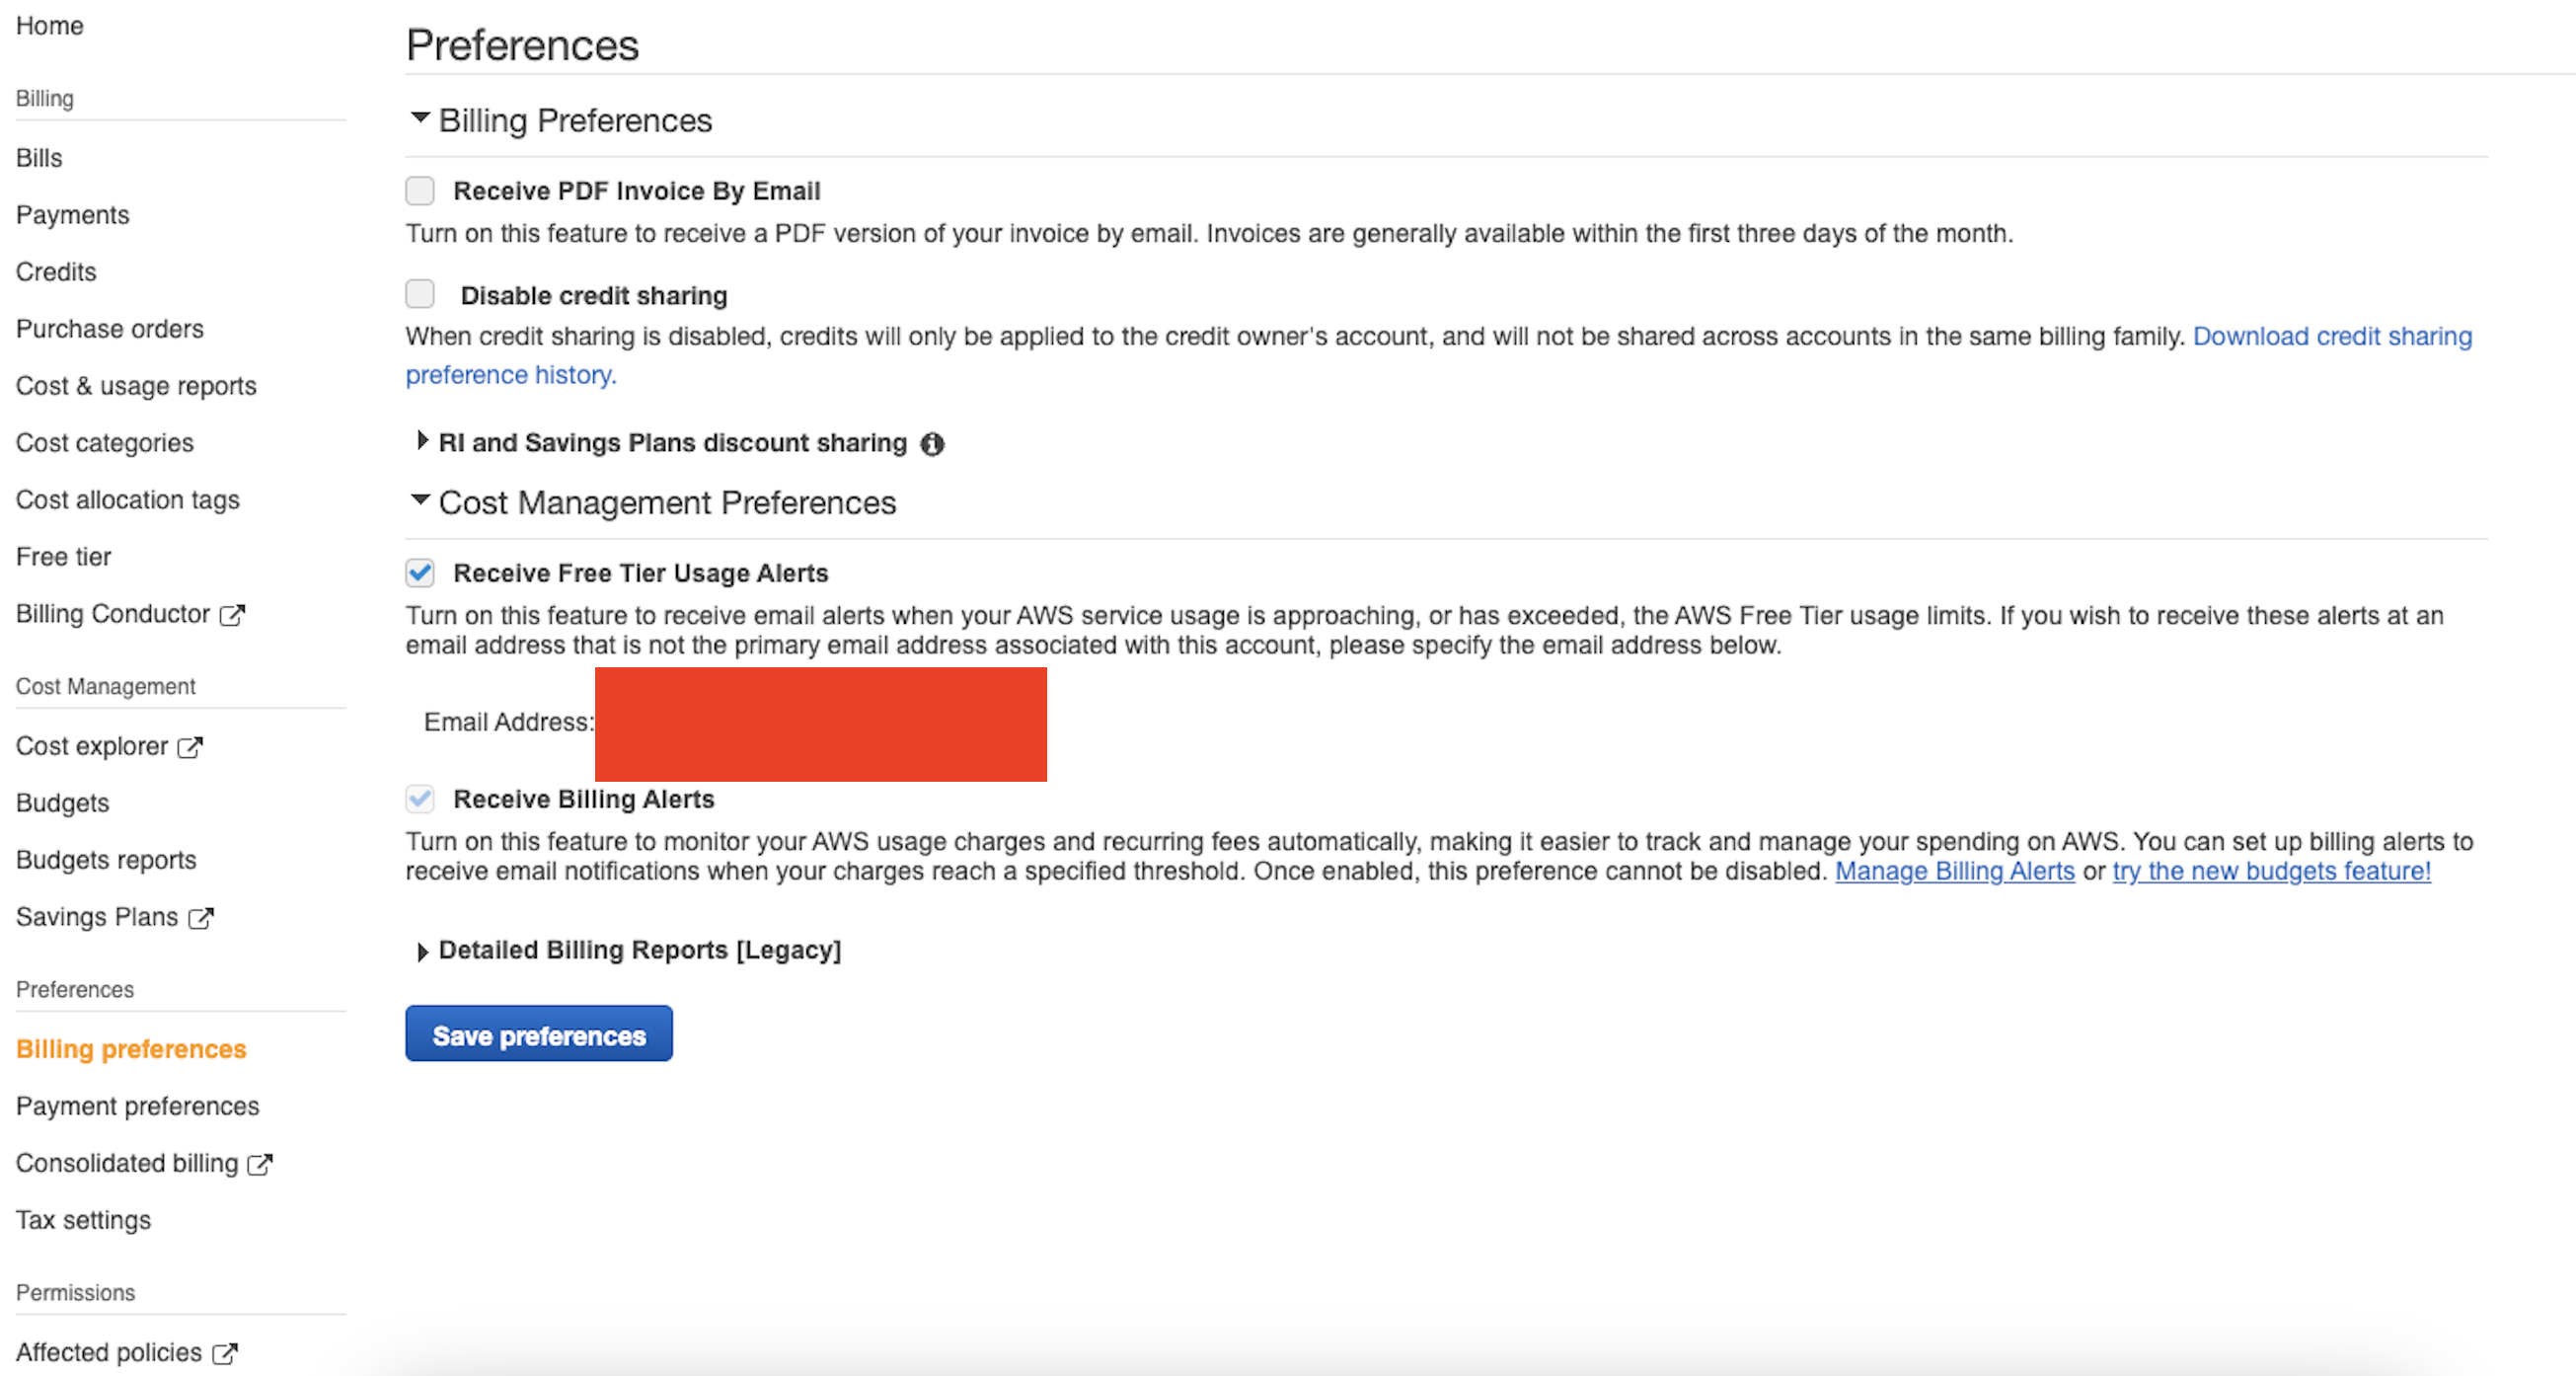 Home
Billing
Bills
Payments
Credits
Purchase orders
Cost & usage reports
Cost categories
Cost allocation tags
Free tier
Billing Conductor
Cost Management
Cost explorer
Budgets
Budgets reports
Savings Plans
Preferences
Billing preferences
Payment preferences
Consolidated billing
Tax settings
Permissions
Affected policies
Preferences
Billing Preferences
Receive PDF Invoice By Email
Turn on this feature to receive a PDF version of your invoice by email. Invoices are generally available within the first three days of the month.
Disable credit sharing
When credit sharing is disabled, credits will only be applied to the credit owner's account, and will not be shared across accounts in the same billing family. Download credit sharing
preference history.
RI and Savings Plans discount sharing
Cost Management Preferences
Receive Free Tier Usage Alerts
Turn on this feature to receive email alerts when your AWS service usage is approaching, or has exceeded, the AWS Free Tier usage limits. If you wish to receive these alerts at an
email address that is not the primary email address associated with this account, please specify the email address below.
Email Address:
Receive Billing Alerts
Turn on this feature to monitor your AWS usage charges and recurring fees automatically, making it easier to track and manage your spending on AWS. You can set up billing alerts to
receive email notifications when your charges reach a specified threshold. Once enabled, this preference cannot be disabled. Manage Billing Alerts or try the new budgets feature!
Detailed Billing Reports [Legacy]
Save preferences